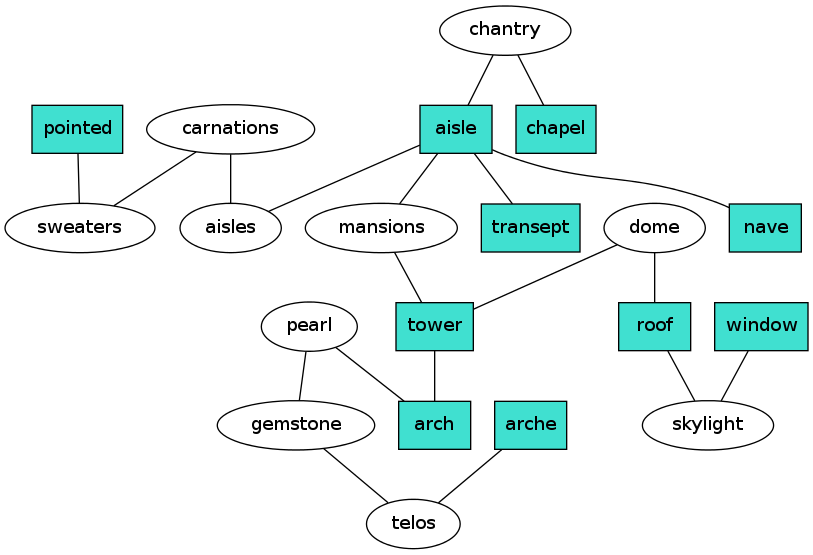 chantry
pointed
carnations
aisle
chapel
sweaters
aisles
mansions
transept
dome
nave
pearl
tower
roof
window
gemstone
arch
arche
skylight
telos